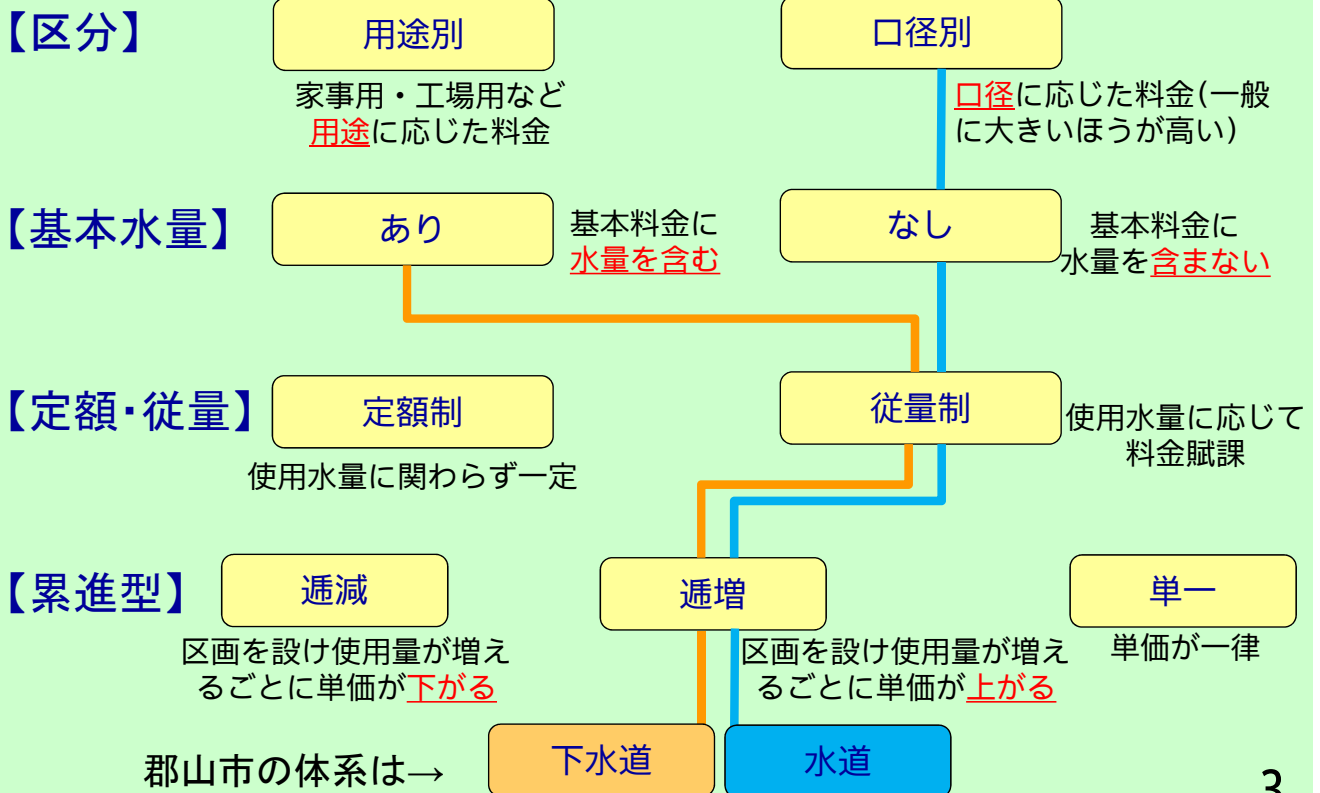 【区分】
用途別
口径別
家事用・工場用など
用途に応じた料金
口径に応じた料金(一般
に大きいほうが高い)
【基本水量】
あり
基本料金に
水量を含む
なし
基本料金に
水量を含まない
【定額・従量】
定額制
使用水量に関わらず一定
従量制
使用水量に応じて
料金賦課
【累進型】
逓減
区画を設け使用量が増え
るごとに単価が下がる
逓増
区画を設け使用量が増え
るごとに単価が上がる
単一
単価が一律
郡山市の体系は→
下水道
水道
3